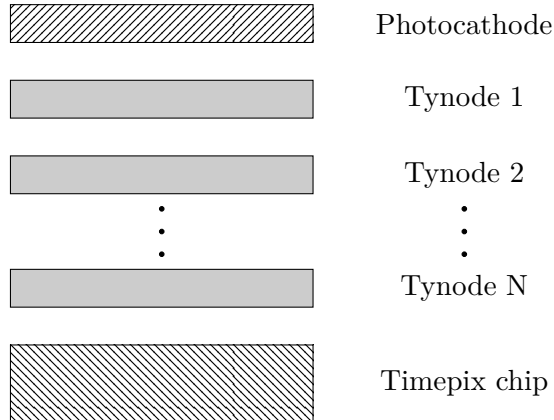 Photocathode
Tynode 1
Tynode 2
Tynode N
Timepix chip